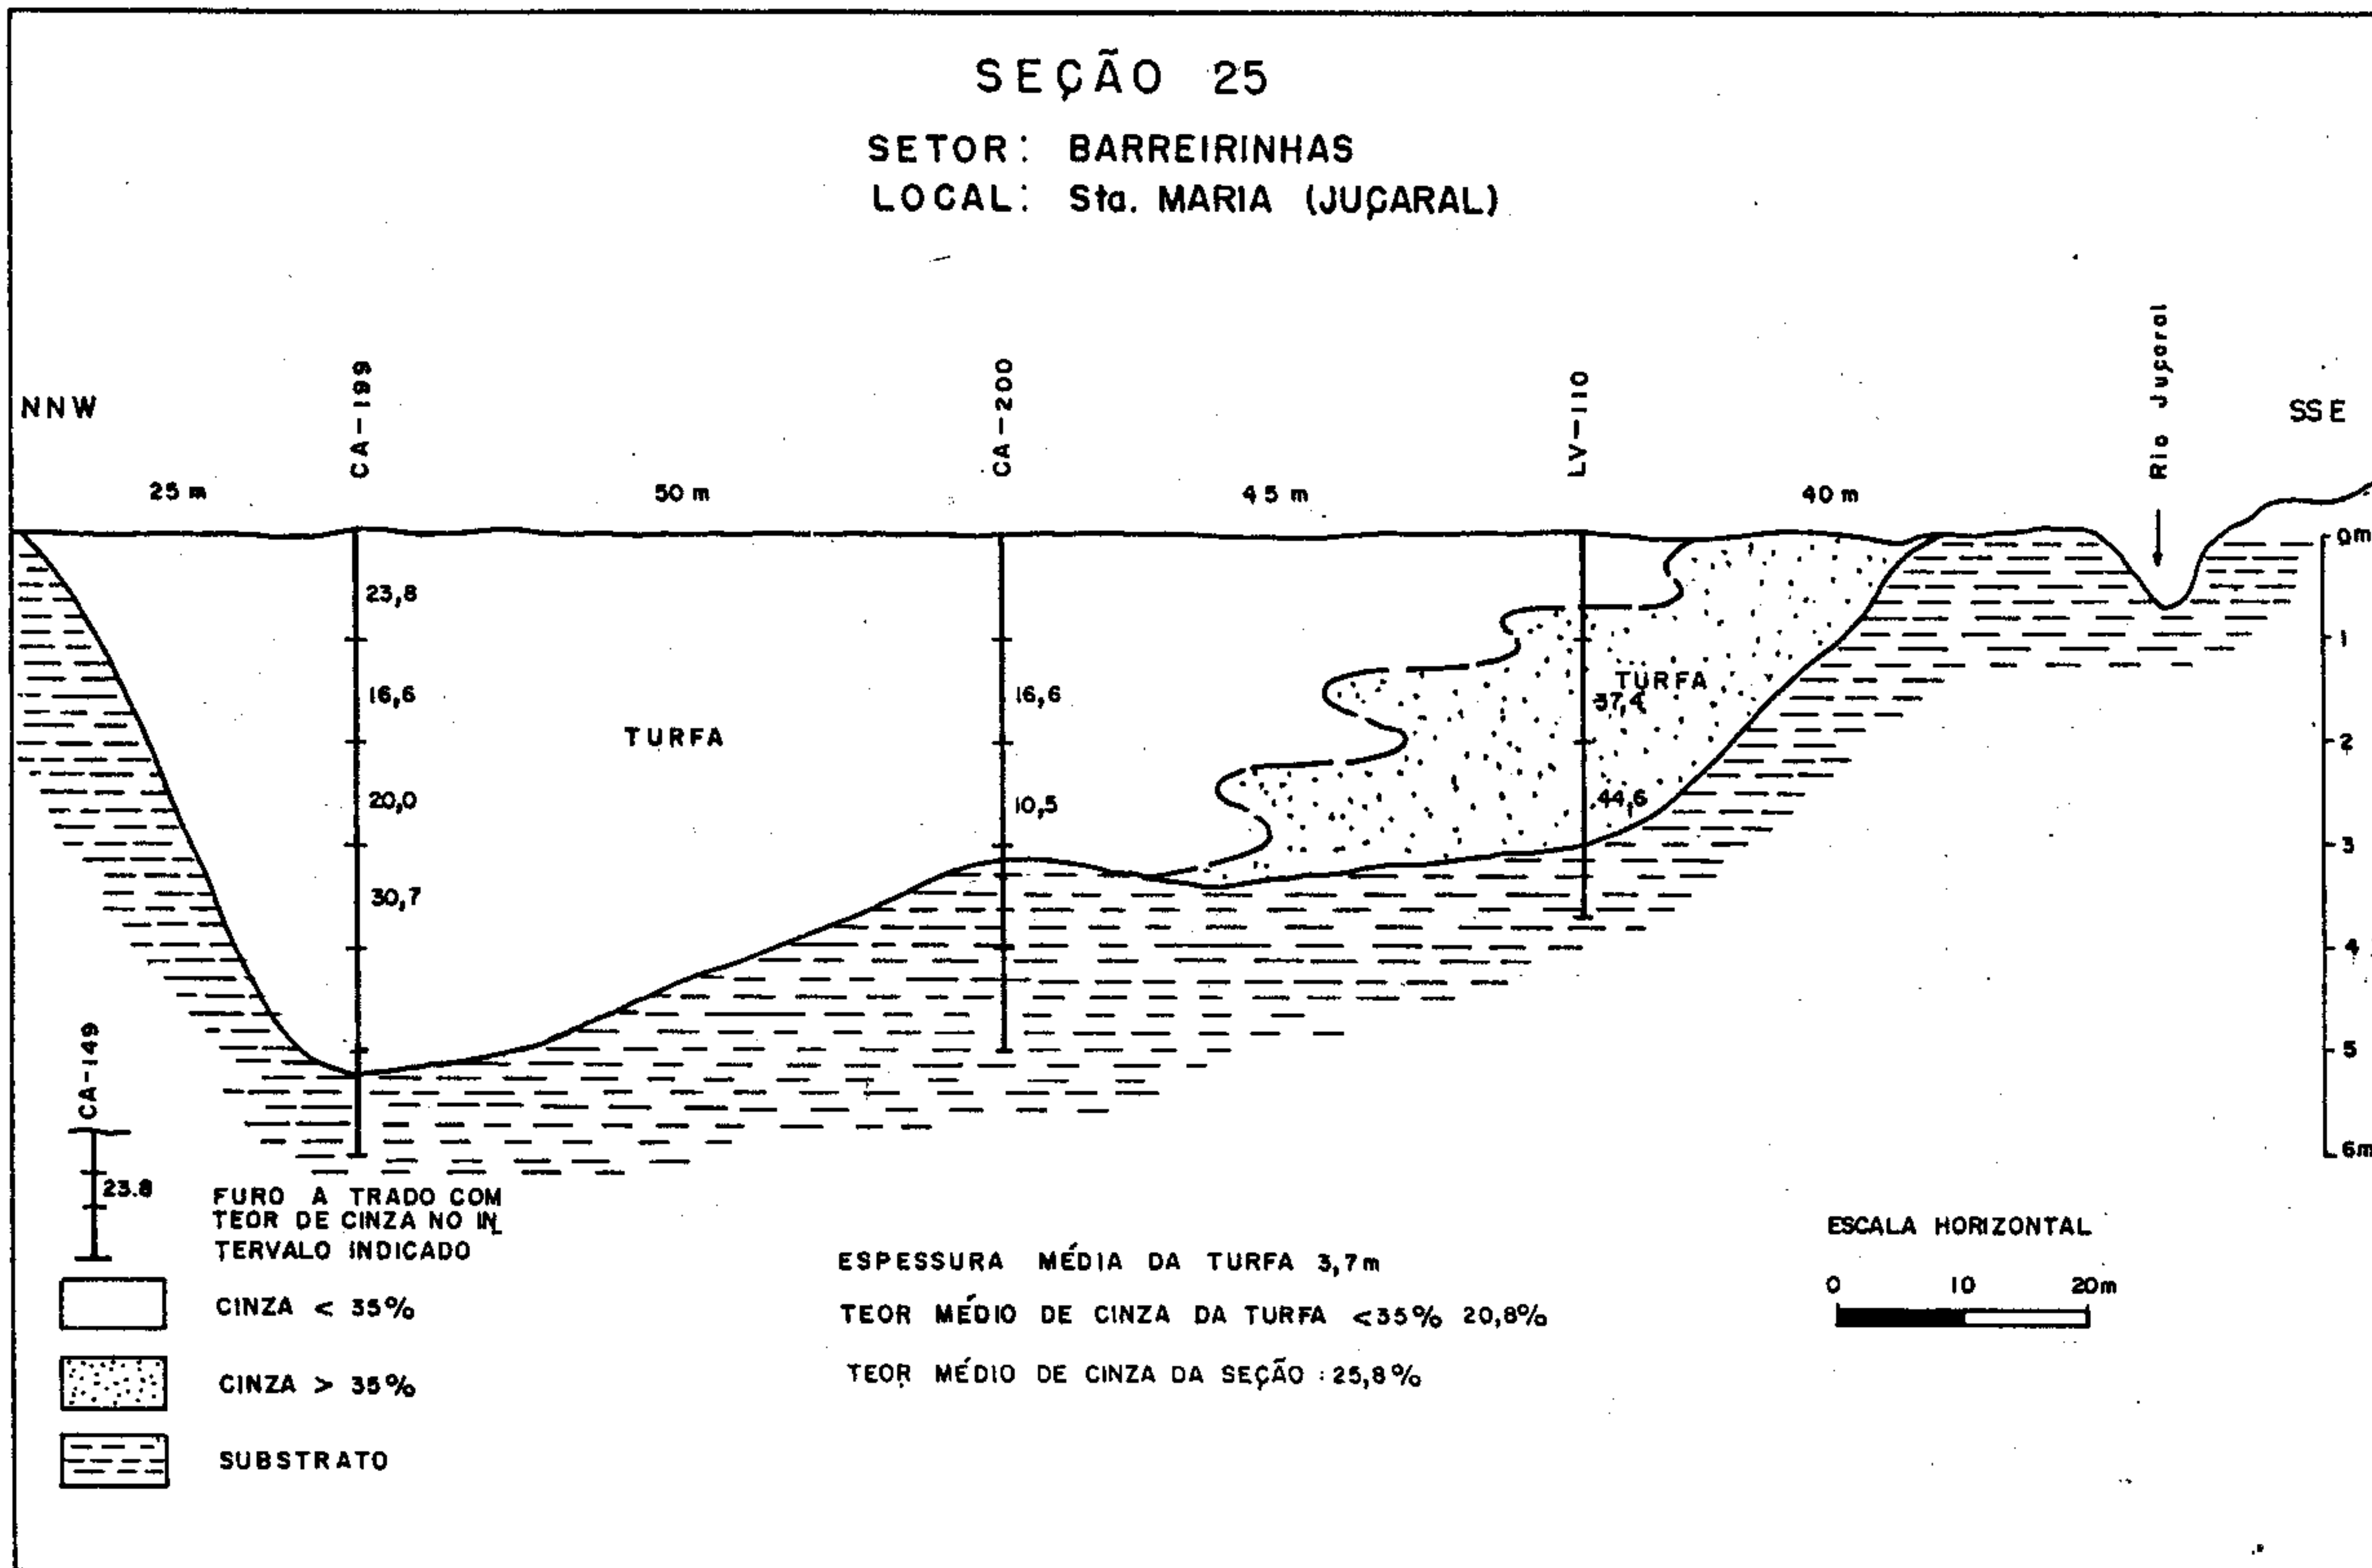 SEÇÃO 25
SETOR: BARREIRINHAS
LOCAL: Sta. MARIA (JUÇARAL)
NNW
CA-199
CA-200
LV-110
Rio Juçaral
SSE
25 m
50 m
45 m
40 m
0m
23,8
1
TURFA
16,6
16,6
37,4
TURFA
2
20,0
10,5
44,6
3
30,7
4
5
6m
CA-149
23.8
FURO A TRADO COM
TEOR DE CINZA NO IN
TERVALO INDICADO
CINZA < 35%
CINZA > 35%
SUBSTRATO
ESPESSURA MÉDIA DA TURFA 3,7m
TEOR MÉDIO DE CINZA DA TURFA <35% 20,8%
TEOR MÉDIO DE CINZA DA SEÇÃO : 25,8%
ESCALA HORIZONTAL
0 10 20m